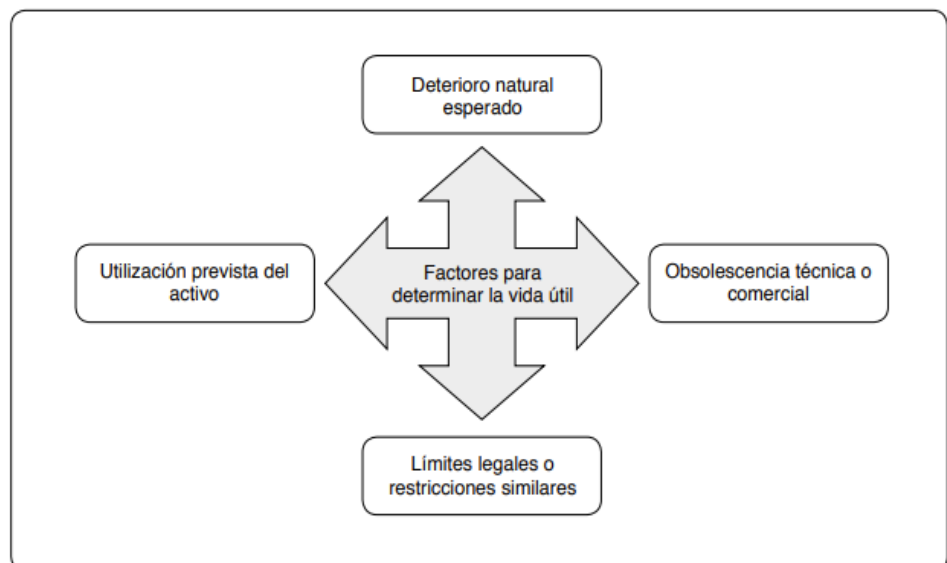 Deterioro natural
esperado
Utilización prevista del
activo
Factores para
determinar la vida útil
Obsolescencia técnica o
comercial
Límites legales o
restricciones similares